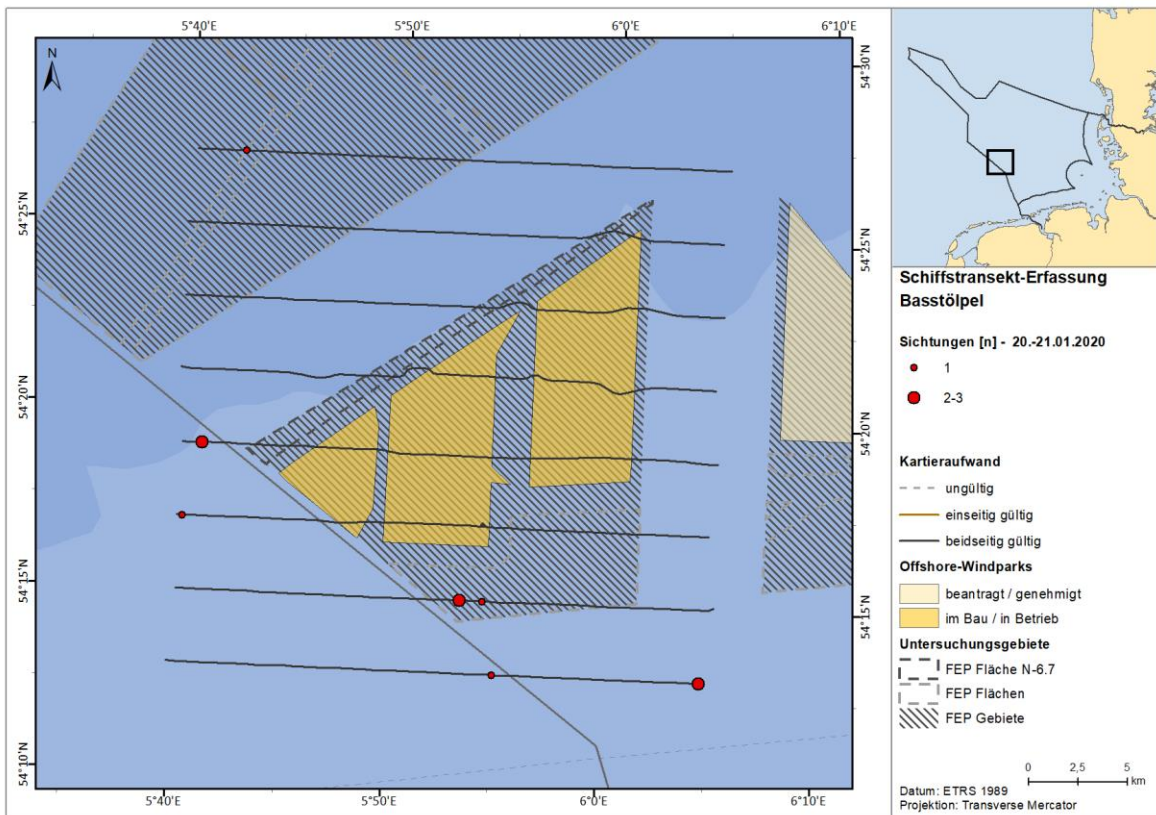 5°40'E 5°50'E 6°0'E 6°10'E
N
54°30'N
54°25'N
54°25'N
54°20'N
54°20'N
54°15'N
54°15'N
54°10'N
5°40'E 5°50'E 6°0'E 6°10'E
Schiffstransekt-Erfassung
Basstölpel
Sichtungen [n] - 20.-21.01.2020
1
2-3
Kartieraufwand
ungültig
einseitig gültig
beidseitig gültig
Offshore-Windparks
beantragt / genehmigt
im Bau / in Betrieb
Untersuchungsgebiete
FEP Fläche N-6.7
FEP Flächen
FEP Gebiete
0 2,5 5
km
Datum: ETRS 1989
Projektion: Transverse Mercator